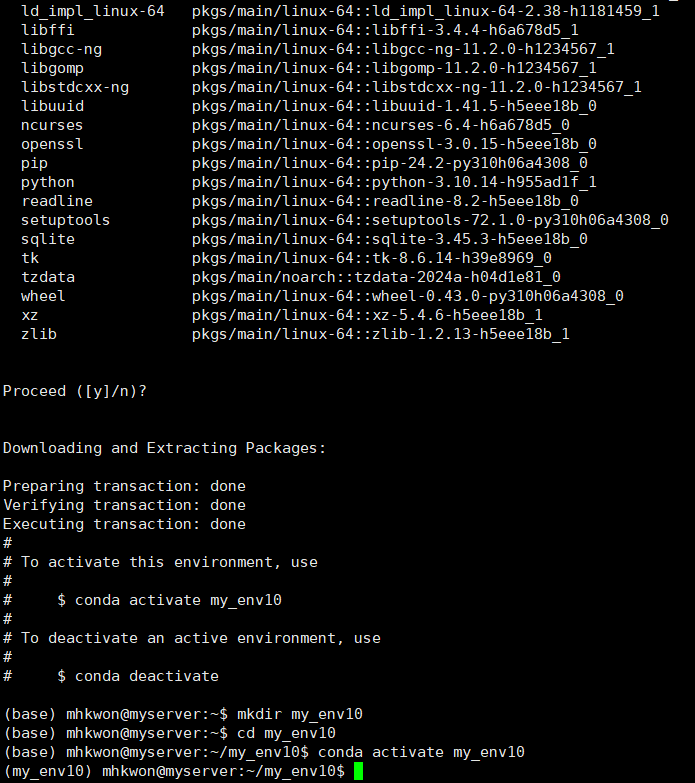 ld_impl_linux-64   pkgs/main/linux-64::ld_impl_linux-64-2.38-h1181459_1
libffi             pkgs/main/linux-64::libffi-3.4.4-h6a678d5_1
libgcc-ng          pkgs/main/linux-64::libgcc-ng-11.2.0-h1234567_1
libgomp            pkgs/main/linux-64::libgomp-11.2.0-h1234567_1
libstdcxx-ng       pkgs/main/linux-64::libstdcxx-ng-11.2.0-h1234567_1
libuuid            pkgs/main/linux-64::libuuid-1.41.5-h5eee18b_0
ncurses            pkgs/main/linux-64::ncurses-6.4-h6a678d5_0
openssl            pkgs/main/linux-64::openssl-3.0.15-h5eee18b_0
pip                pkgs/main/linux-64::pip-24.2-py310h06a4308_0
python             pkgs/main/linux-64::python-3.10.14-h955ad1f_1
readline           pkgs/main/linux-64::readline-8.2-h5eee18b_0
setuptools         pkgs/main/linux-64::setuptools-72.1.0-py310h06a4308_0
sqlite             pkgs/main/linux-64::sqlite-3.45.3-h5eee18b_0
tk                 pkgs/main/linux-64::tk-8.6.14-h39e8969_0
tzdata             pkgs/main/noarch::tzdata-2024a-h04d1e81_0
wheel              pkgs/main/linux-64::wheel-0.43.0-py310h06a4308_0
xz                 pkgs/main/linux-64::xz-5.4.6-h5eee18b_1
zlib               pkgs/main/linux-64::zlib-1.2.13-h5eee18b_1
Proceed ([y]/n)?
Downloading and Extracting Packages:
Preparing transaction: done
Verifying transaction: done
Executing transaction: done
#
# To activate this environment, use
#
#     $ conda activate my_env10
#
# To deactivate an active environment, use
#
#     $ conda deactivate
(base) mhkwon@myserver:~$ mkdir my_env10
(base) mhkwon@myserver:~$ cd my_env10
(base) mhkwon@myserver:~/my_env10$ conda activate my_env10
(my_env10) mhkwon@myserver:~/my_env10$